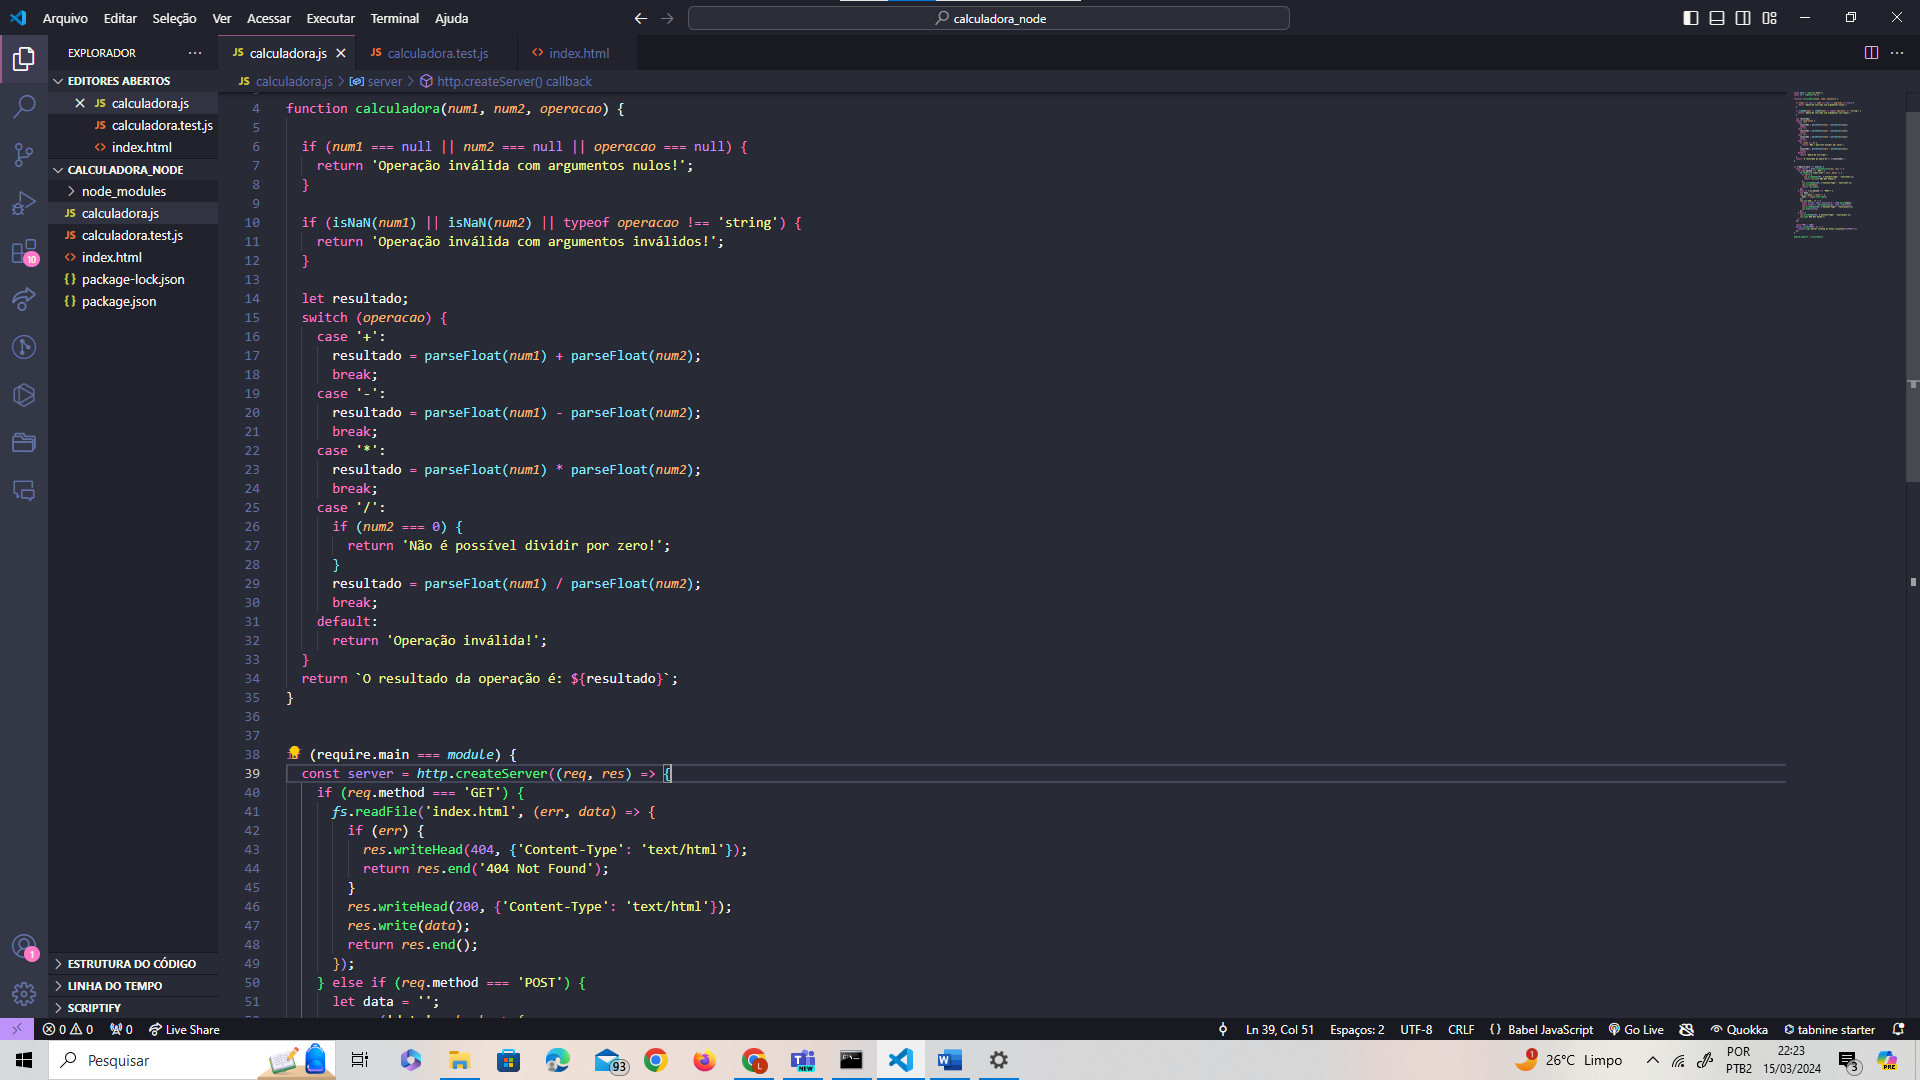 Arquivo Editar Seleção Ver Acessar Executar Terminal Ajuda
calculadora_node
EXPLORADOR
JS calculadora.js
JS calculadora.test.js
index.html
EDITORES ABERTOS
JS calculadora.js
JS calculadora.test.js
index.html
CALCULADORA_NODE
node_modules
JS calculadora.js
JS calculadora.test.js
index.html
{} package-lock.json
{} package.json
10
1
ESTRUTURA DO CÓDIGO
LINHA DO TEMPO
SCRIPTIFY
JS calculadora.js > server > http.createServer() callback
4 function calculadora(num1, num2, operacao) {
5
6 if (num1 === null || num2 === null || operacao === null) {
7 return 'Operação inválida com argumentos nulos!';
8 }
9
10 if (isNaN(num1) || isNaN(num2) || typeof operacao !== 'string') {
11 return 'Operação inválida com argumentos inválidos!';
12 }
13
14 let resultado;
15 switch (operacao) {
16 case '+':
17 resultado = parseFloat(num1) + parseFloat(num2);
18 break;
19 case '-':
20 resultado = parseFloat(num1) - parseFloat(num2);
21 break;
22 case '*':
23 resultado = parseFloat(num1) * parseFloat(num2);
24 break;
25 case '/':
26 if (num2 === 0) {
27 return 'Não é possível dividir por zero!';
28 }
29 resultado = parseFloat(num1) / parseFloat(num2);
30 break;
31 default:
32 return 'Operação inválida!';
33 }
34 return `O resultado da operação é: ${resultado}`;
35 }
36
37
38 (require.main === module) {
39 const server = http.createServer((req, res) => {
40 if (req.method === 'GET') {
41 fs.readFile('index.html', (err, data) => {
42 if (err) {
43 res.writeHead(404, {'Content-Type': 'text/html'});
44 return res.end('404 Not Found');
45 }
46 res.writeHead(200, {'Content-Type': 'text/html'});
47 res.write(data);
48 return res.end();
49 });
50 } else if (req.method === 'POST') {
51 let data = '';
0 0 0 Live Share
Ln 39, Col 51 Espaços: 2 UTF-8 CRLF {} Babel JavaScript Go Live Quokka tabnine starter
Pesquisar
93
NEW
1 26°C Limpo
POR
PTB2
22:23
15/03/2024
3
PRE